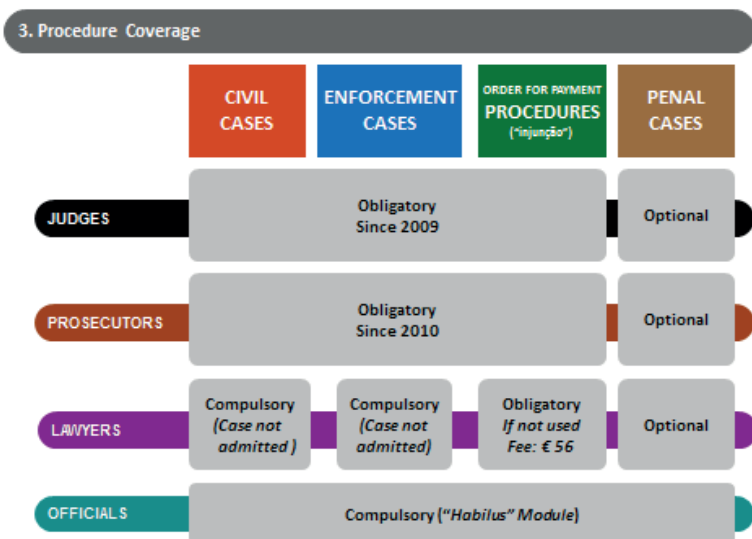 3. Procedure Coverage
CIVIL
CASES
ENFORCEMENT
CASES
ORDER FOR PAYMENT
PROCEDURES
("injunção")
PENAL
CASES
JUDGES
Obligatory
Since 2009
Optional
PROSECUTORS
Obligatory
Since 2010
Optional
LAWYERS
Compulsory
(Case not
admitted )
Compulsory
(Case not
admitted)
Obligatory
If not used
Fee: € 56
Optional
OFFICIALS
Compulsory ("Habilus" Module)